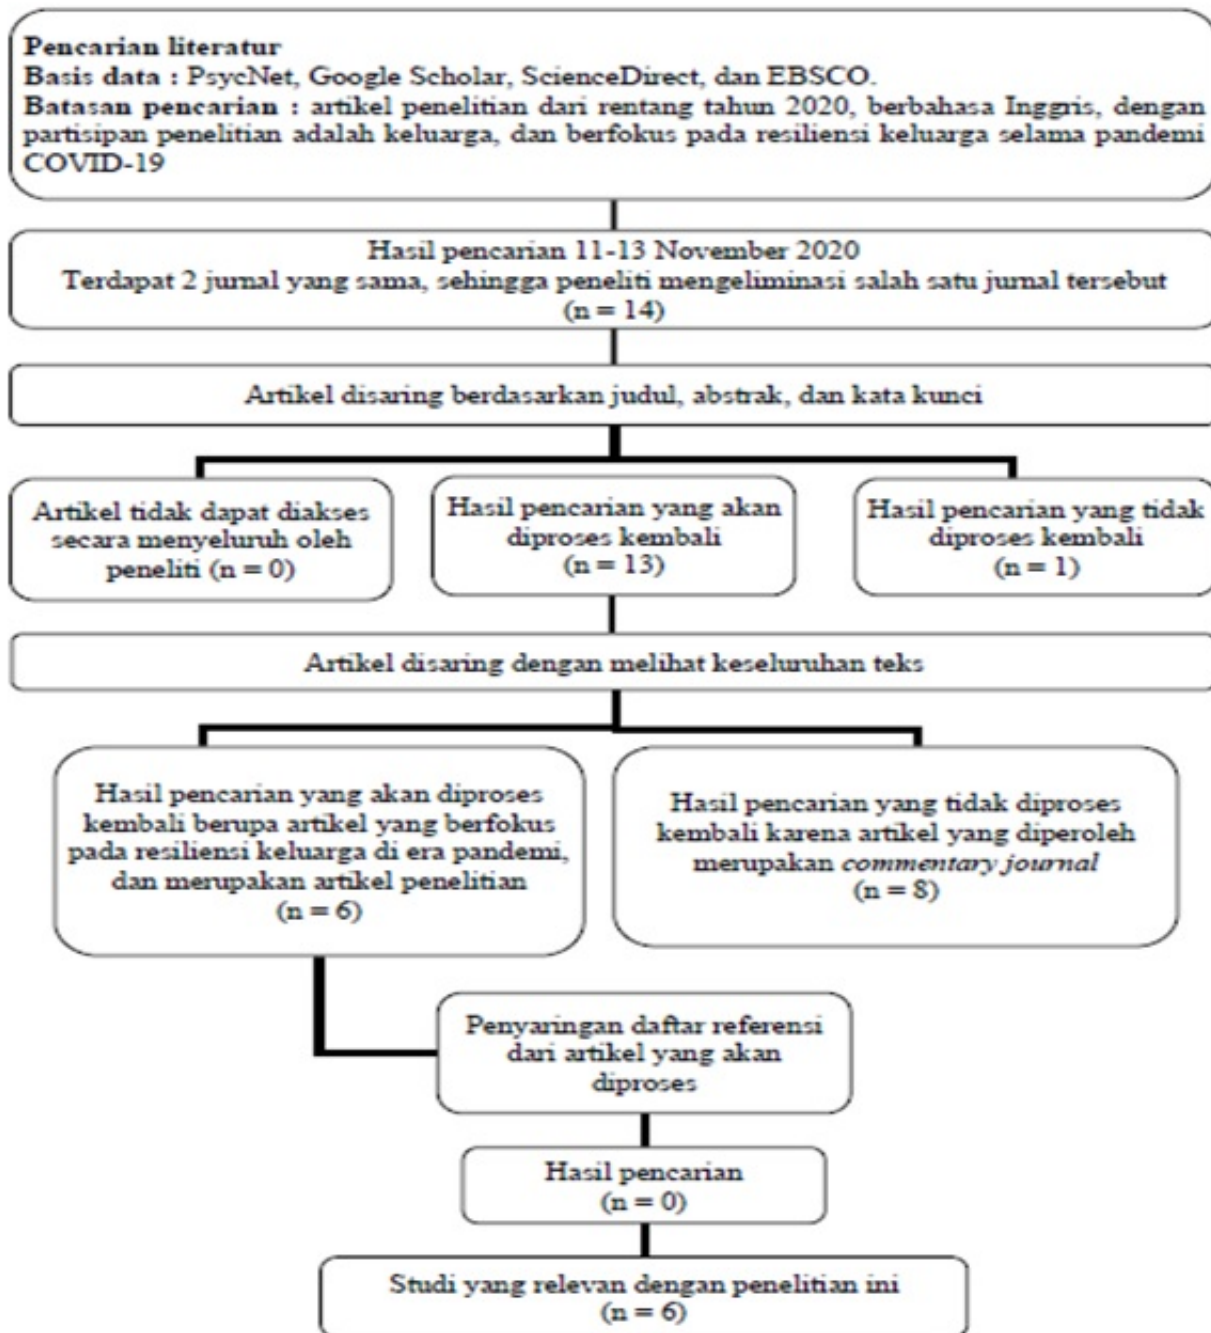 Pencarian literatur
Basis data : PsycNet, Google Scholar, ScienceDirect, dan EBSCO.
Batasan pencarian : artikel penelitian dari rentang tahun 2020, berbahasa Inggris, dengan
partisipan penelitian adalah keluarga, dan berfokus pada resiliensi keluarga selama pandemi
COVID-19
Hasil pencarian 11-13 November 2020
Terdapat 2 jurnal yang sama, sehingga peneliti mengeliminasi salah satu jurnal tersebut
(n = 14)
Artikel disaring berdasarkan judul, abstrak, dan kata kunci
Artikel tidak dapat diakses
secara menyeluruh oleh
peneliti (n = 0)
Hasil pencarian yang akan
diproses kembali
(n = 13)
Hasil pencarian yang tidak
diproses kembali
(n = 1)
Artikel disaring dengan melihat keseluruhan teks
Hasil pencarian yang akan diproses
kembali berupa artikel yang berfokus
pada resiliensi keluarga di era pandemi,
dan merupakan artikel penelitian
(n = 6)
Hasil pencarian yang tidak diproses
kembali karena artikel yang diperoleh
merupakan commentary journal
(n = 8)
Penyaringan daftar referensi
dari artikel yang akan
diproses
Hasil pencarian
(n = 0)
Studi yang relevan dengan penelitian ini
(n = 6)